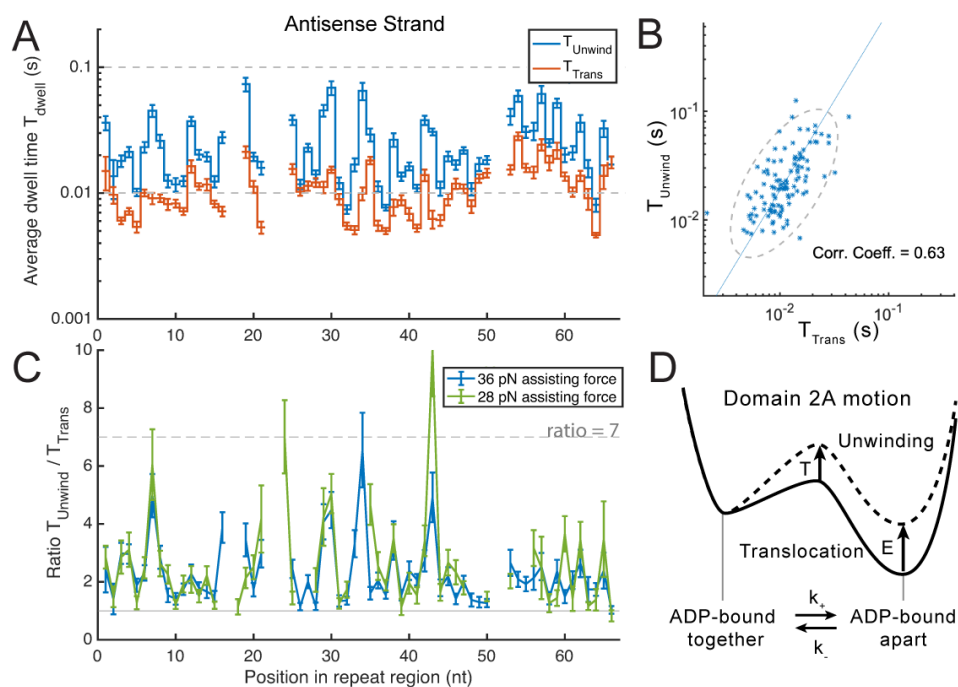 A
Antisense Strand
T_Unwind
T_Trans
Average dwell time T_dwell (s)
0.1
0.01
0.001
0 10 20 30 40 50 60
B
T_Unwind (s)
10^-1
10^-2
Corr. Coeff. = 0.63
10^-2 10^-1
T_Trans (s)
C
36 pN assisting force
28 pN assisting force
ratio = 7
Ratio T_Unwind / T_Trans
10
8
6
4
2
0
0 10 20 30 40 50 60
Position in repeat region (nt)
D
Domain 2A motion
Unwinding
T
Translocation
E
ADP-bound
together
k_+
k_-
ADP-bound
apart